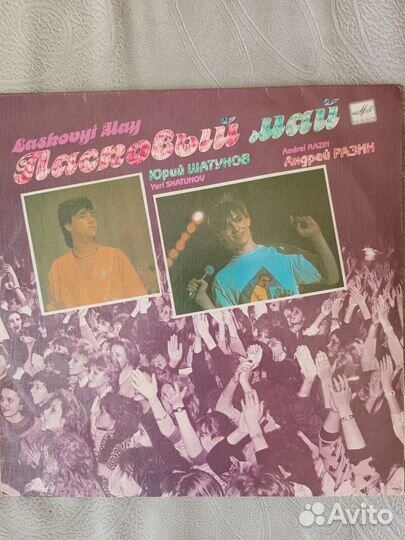 Laskovyi May
Ласковый май
Юрий ШАТУНОВ
Yuri SHATUNOV
Andrei RAZIN
Андрей РАЗИН
Avito